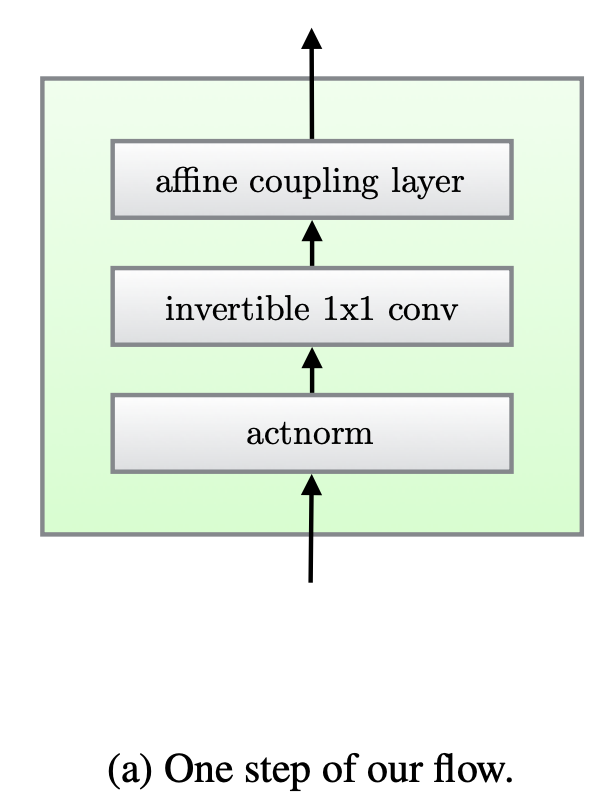 affine coupling layer
invertible 1x1 conv
actnorm
(a) One step of our flow.